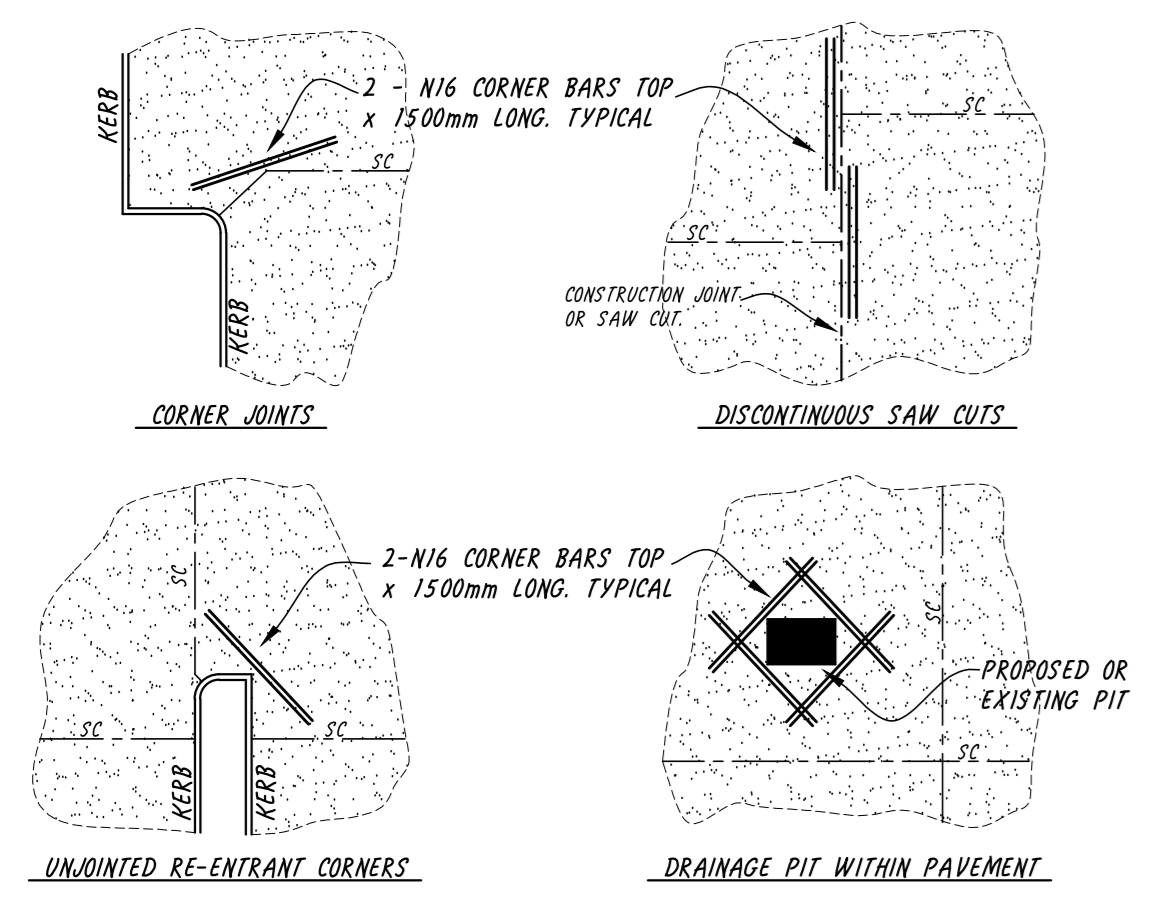 KERB
2 - N16 CORNER BARS TOP
x 1500mm LONG. TYPICAL
SC
KERB
CORNER JOINTS
SC
SC
CONSTRUCTION JOINT
OR SAW CUT.
DISCONTINUOUS SAW CUTS
SC
2-N16 CORNER BARS TOP
x 1500mm LONG. TYPICAL
SC
SC
KERB
KERB
UNJOINTED RE-ENTRANT CORNERS
SC
PROPOSED OR
EXISTING PIT
SC
DRAINAGE PIT WITHIN PAVEMENT